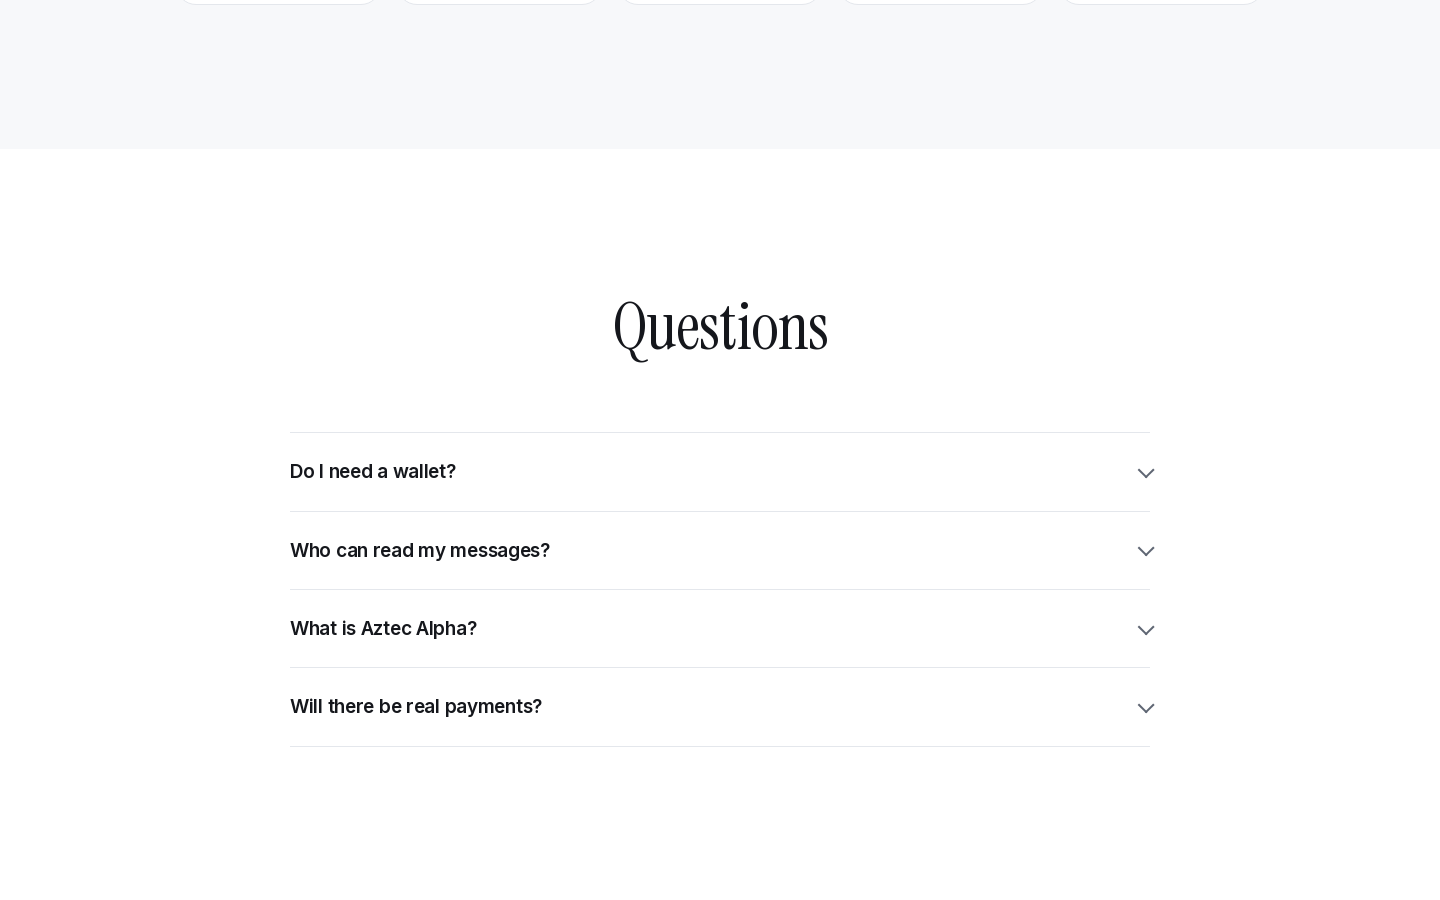 Questions
Do I need a wallet?
Who can read my messages?
What is Aztec Alpha?
Will there be real payments?